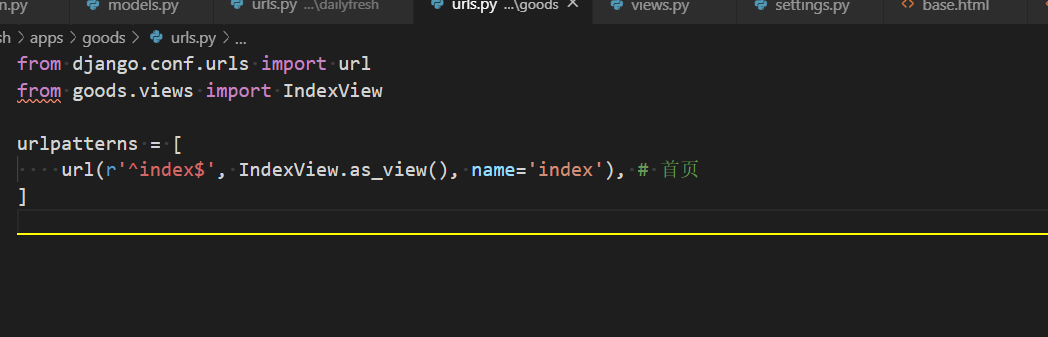 n.py models.py urls.py ...\dailyfresh urls.py ...\goods views.py settings.py base.html
sh > apps > goods > urls.py > ...
from django.conf.urls import url
from goods.views import IndexView
urlpatterns = [
url(r'^index$', IndexView.as_view(), name='index'), # 首页
]